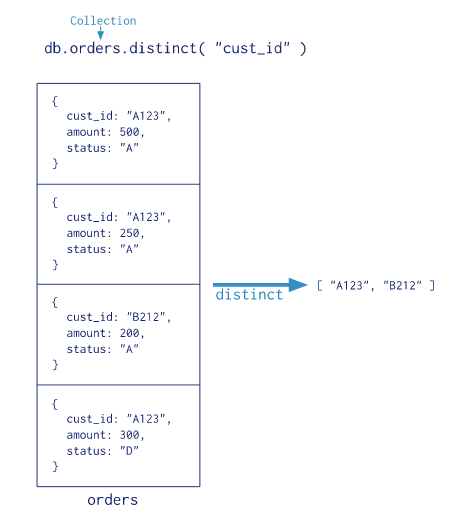 Collection
db.orders.distinct( "cust_id" )
{
cust_id: "A123",
amount: 500,
status: "A"
}
{
cust_id: "A123",
amount: 250,
status: "A"
}
{
cust_id: "B212",
amount: 200,
status: "A"
}
{
cust_id: "A123",
amount: 300,
status: "D"
}
orders
distinct
[ "A123", "B212" ]